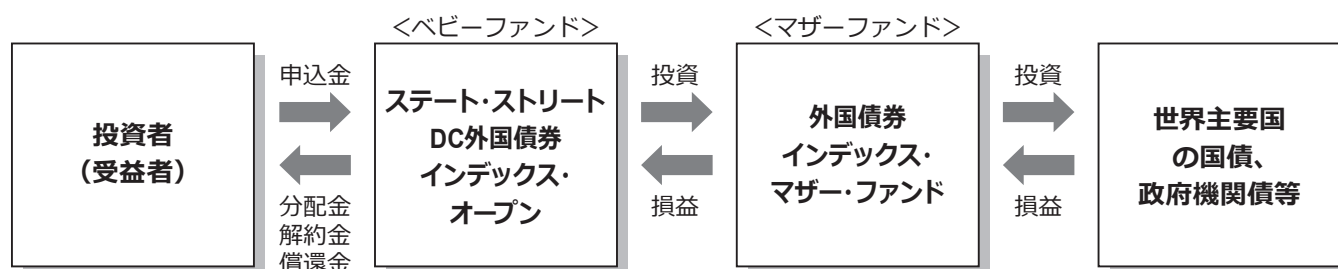 <ベビーファンド>
<マザーファンド>
投資者
(受益者)
申込金
分配金
解約金
償還金
ステート・ストリート
DC外国債券
インデックス・
オープン
投資
損益
外国債券
インデックス・
マザー・ファンド
投資
損益
世界主要国
の国債、
政府機関債等